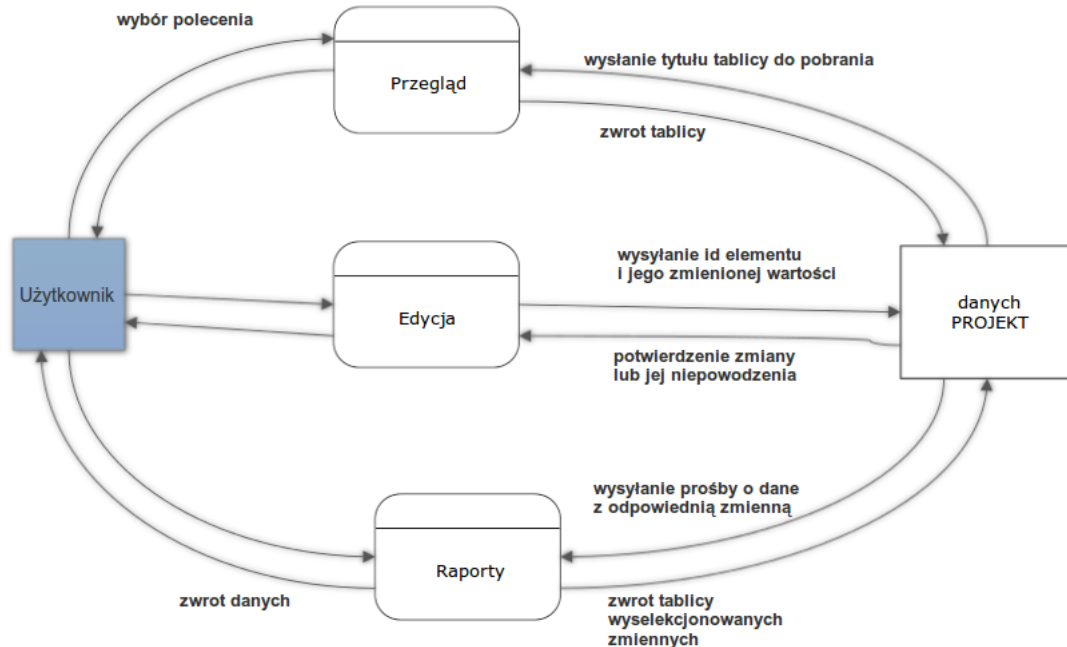 wybór polecenia
Przegląd
wysłanie tytułu tablicy do pobrania
zwrot tablicy
Użytkownik
Edycja
wysyłanie id elementu
i jego zmienionej wartości
danych
PROJEKT
potwierdzenie zmiany
lub jej niepowodzenia
wysyłanie prośby o dane
z odpowiednią zmienną
Raporty
zwrot danych
zwrot tablicy
wyselekcjonowanych
zmiennych